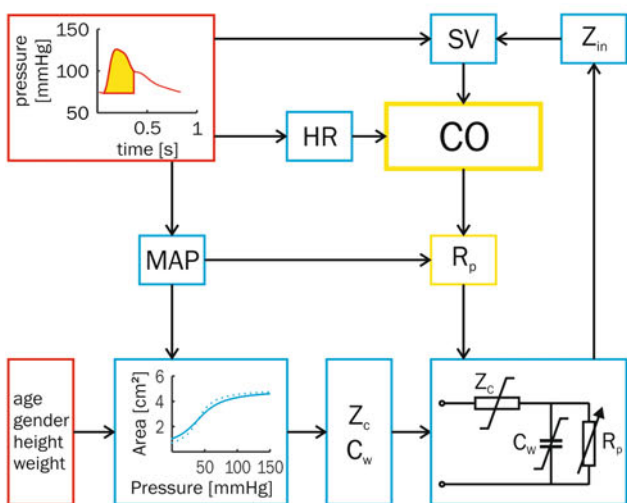 pressure
[mmHg]
150
100
50
0.5
1
time [s]
SV
Z_in
HR
CO
MAP
R_p
age
gender
height
weight
Area [cm²]
6
4
2
50
100
150
Pressure [mmHg]
Z_c
C_w
Z_c
C_w
R_p